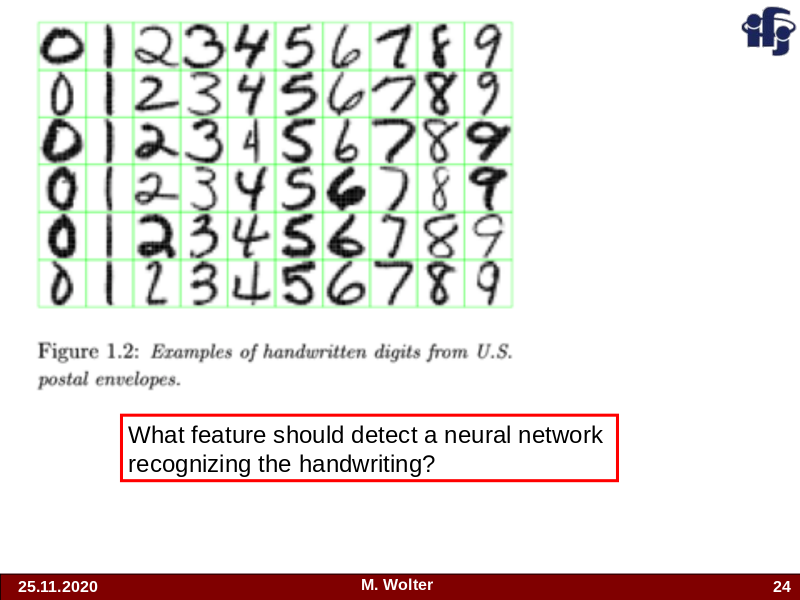 0 1 2 3 4 5 6 7 8 9
0 1 2 3 4 5 6 7 8 9
0 1 2 3 4 5 6 7 8 9
0 1 2 3 4 5 6 7 8 9
0 1 2 3 4 5 6 7 8 9
0 1 2 3 4 5 6 7 8 9
ifj
Figure 1.2: Examples of handwritten digits from U.S.
postal envelopes.
What feature should detect a neural network
recognizing the handwriting?
25.11.2020 M. Wolter 24